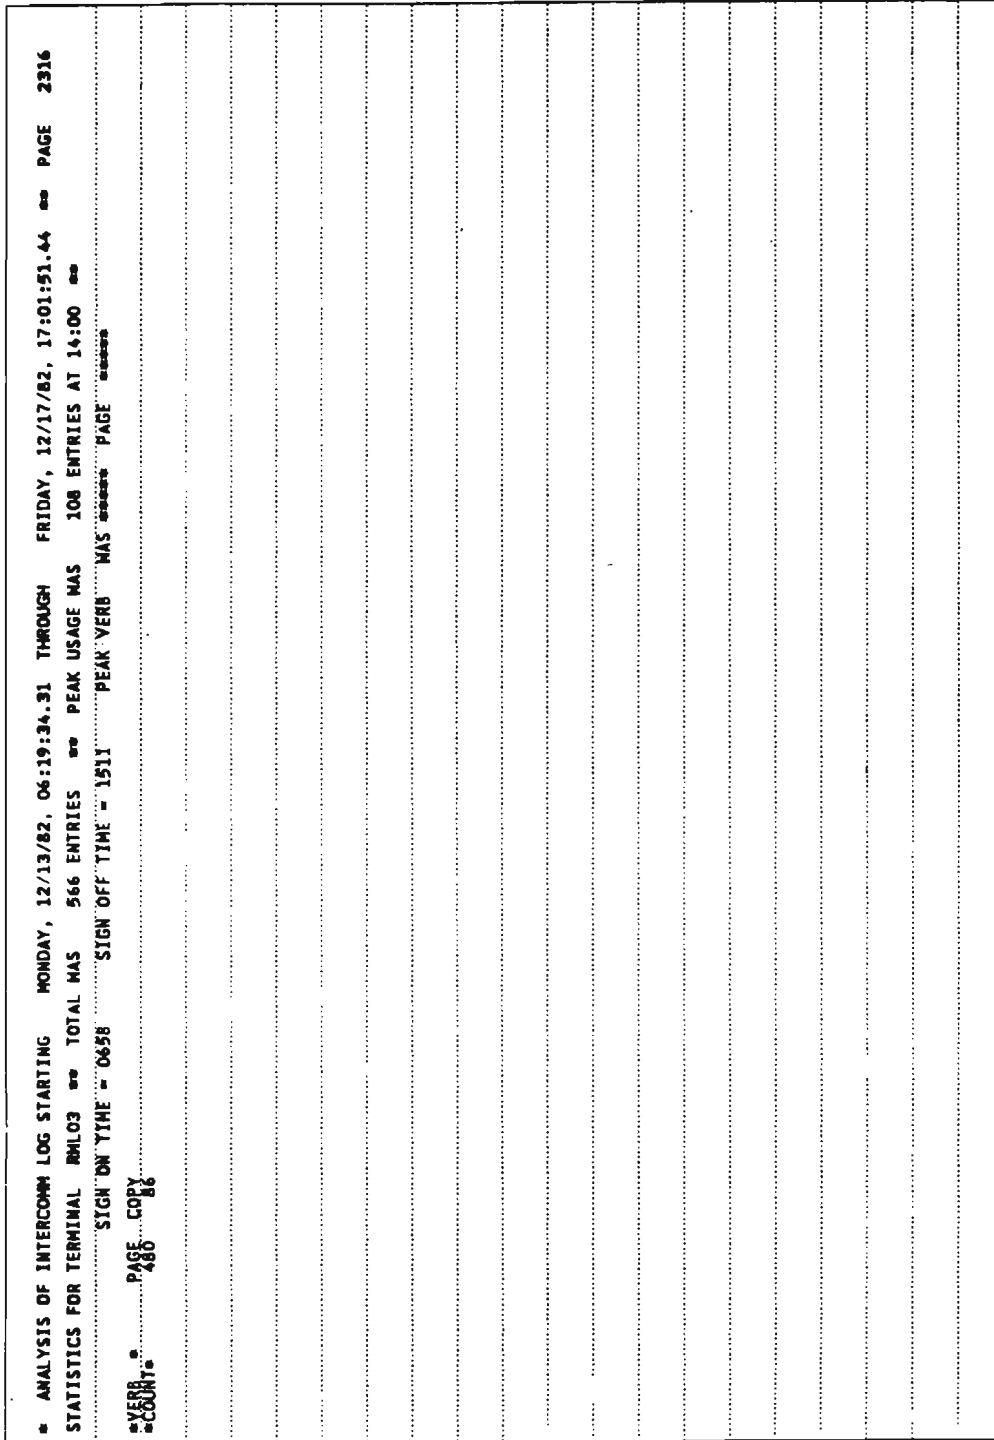 * ANALYSIS OF INTERCOMM LOG STARTING MONDAY, 12/13/82, 06:19:34.31 THROUGH FRIDAY, 12/17/82, 17:01:51.44 ** PAGE 2316
STATISTICS FOR TERMINAL RML03 ** TOTAL WAS 566 ENTRIES ** PEAK USAGE WAS 108 ENTRIES AT 14:00 **
SIGN ON TIME = 0658 SIGN OFF TIME = 1511 PEAK VERB WAS ***** PAGE *****
*VERB * PAGE COPY
*COUNT* 480 86